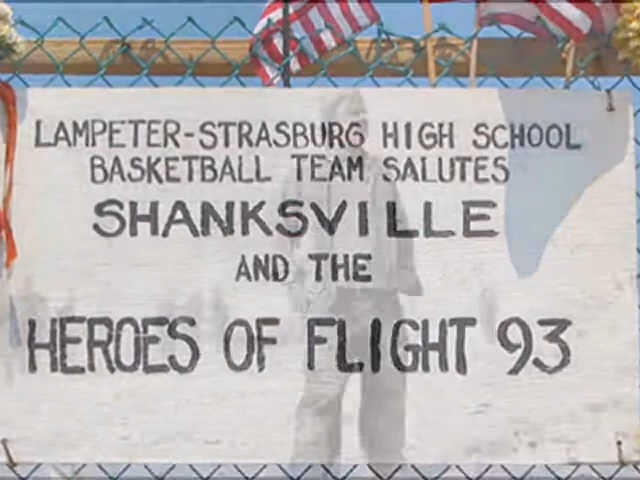 LAMPETER-STRASBURG HIGH SCHOOL
BASKETBALL TEAM SALUTES
SHANKSVILLE
AND THE
HEROES OF FLIGHT 93